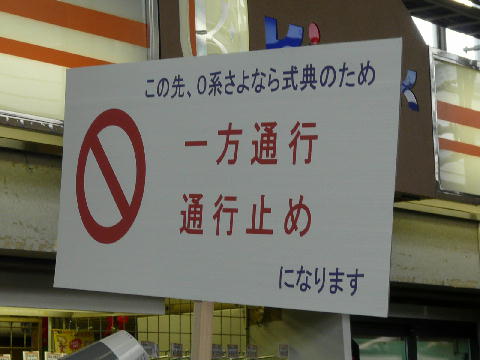 この先、0系さよなら式典のため
一方通行
通行止め
になります